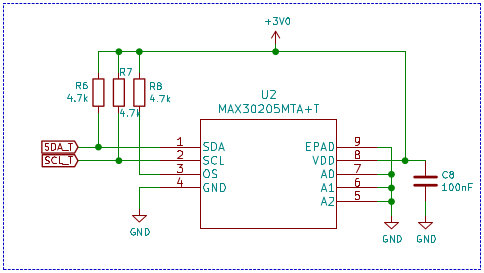 +3V0
R6
4.7k
R7
4.7k
R8
4.7k
U2
MAX30205MTA+T
SDA_T
SCL_T
1 SDA
2 SCL
3 OS
4 GND
EPAD 9
VDD 8
A0 7
A1 6
A2 5
C8
100nF
GND
GND
GND